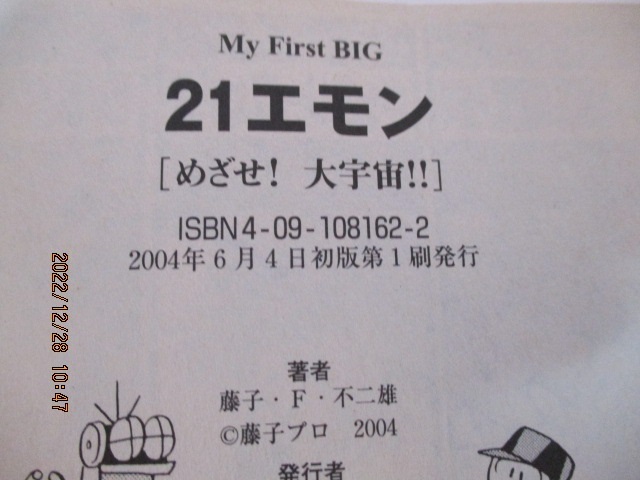 My First BIG
21エモン
[めざせ! 大宇宙!!]
ISBN4-09-108162-2
2004年6月4日初版第1刷発行
著者
藤子・F・不二雄
©藤子プロ 2004
発行者
2022/12/28 10:47